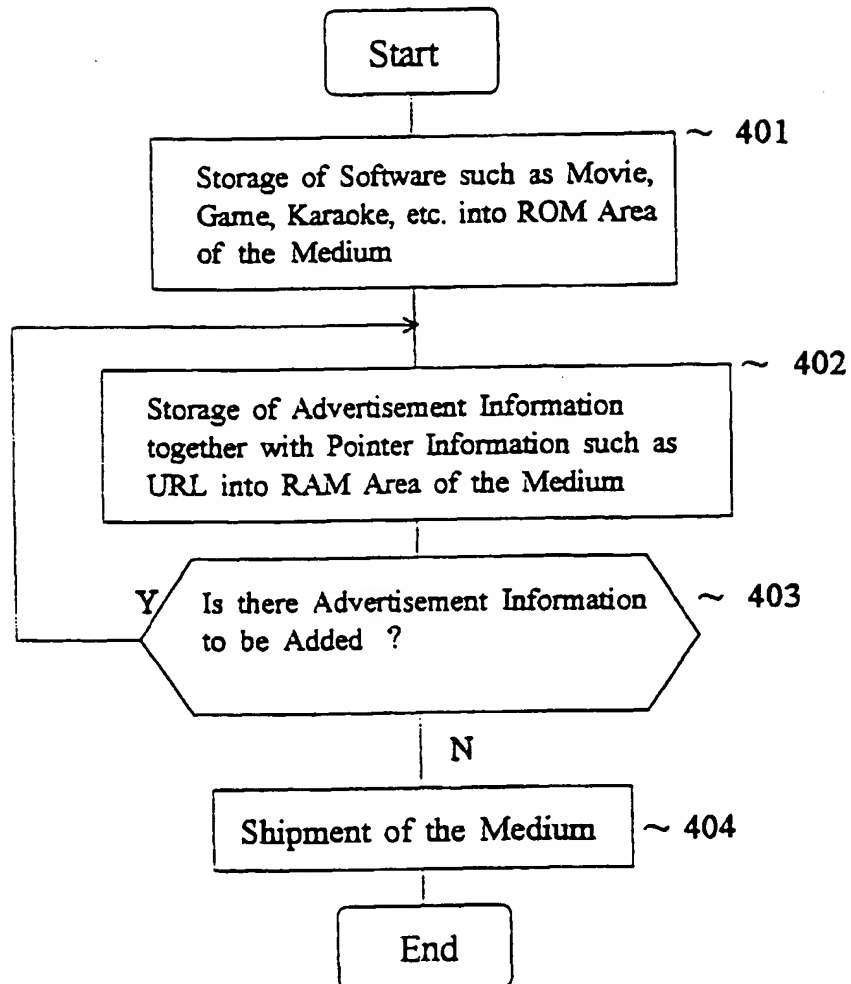 Start
~ 401
Storage of Software such as Movie,
Game, Karaoke, etc. into ROM Area
of the Medium
~ 402
Storage of Advertisement Information
together with Pointer Information such as
URL into RAM Area of the Medium
Y
Is there Advertisement Information
to be Added ?
~ 403
N
Shipment of the Medium
~ 404
End